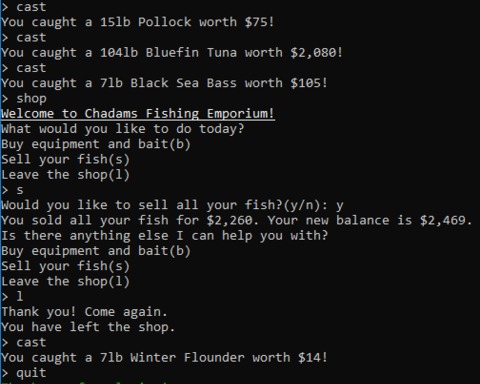 > cast
You caught a 15lb Pollock worth $75!
> cast
You caught a 104lb Bluefin Tuna worth $2,080!
> cast
You caught a 7lb Black Sea Bass worth $105!
> shop
Welcome to Chadams Fishing Emporium!
What would you like to do today?
Buy equipment and bait(b)
Sell your fish(s)
Leave the shop(l)
> s
Would you like to sell all your fish?(y/n): y
You sold all your fish for $2,260. Your new balance is $2,469.
Is there anything else I can help you with?
Buy equipment and bait(b)
Sell your fish(s)
Leave the shop(l)
> l
Thank you! Come again.
You have left the shop.
> cast
You caught a 7lb Winter Flounder worth $14!
> quit